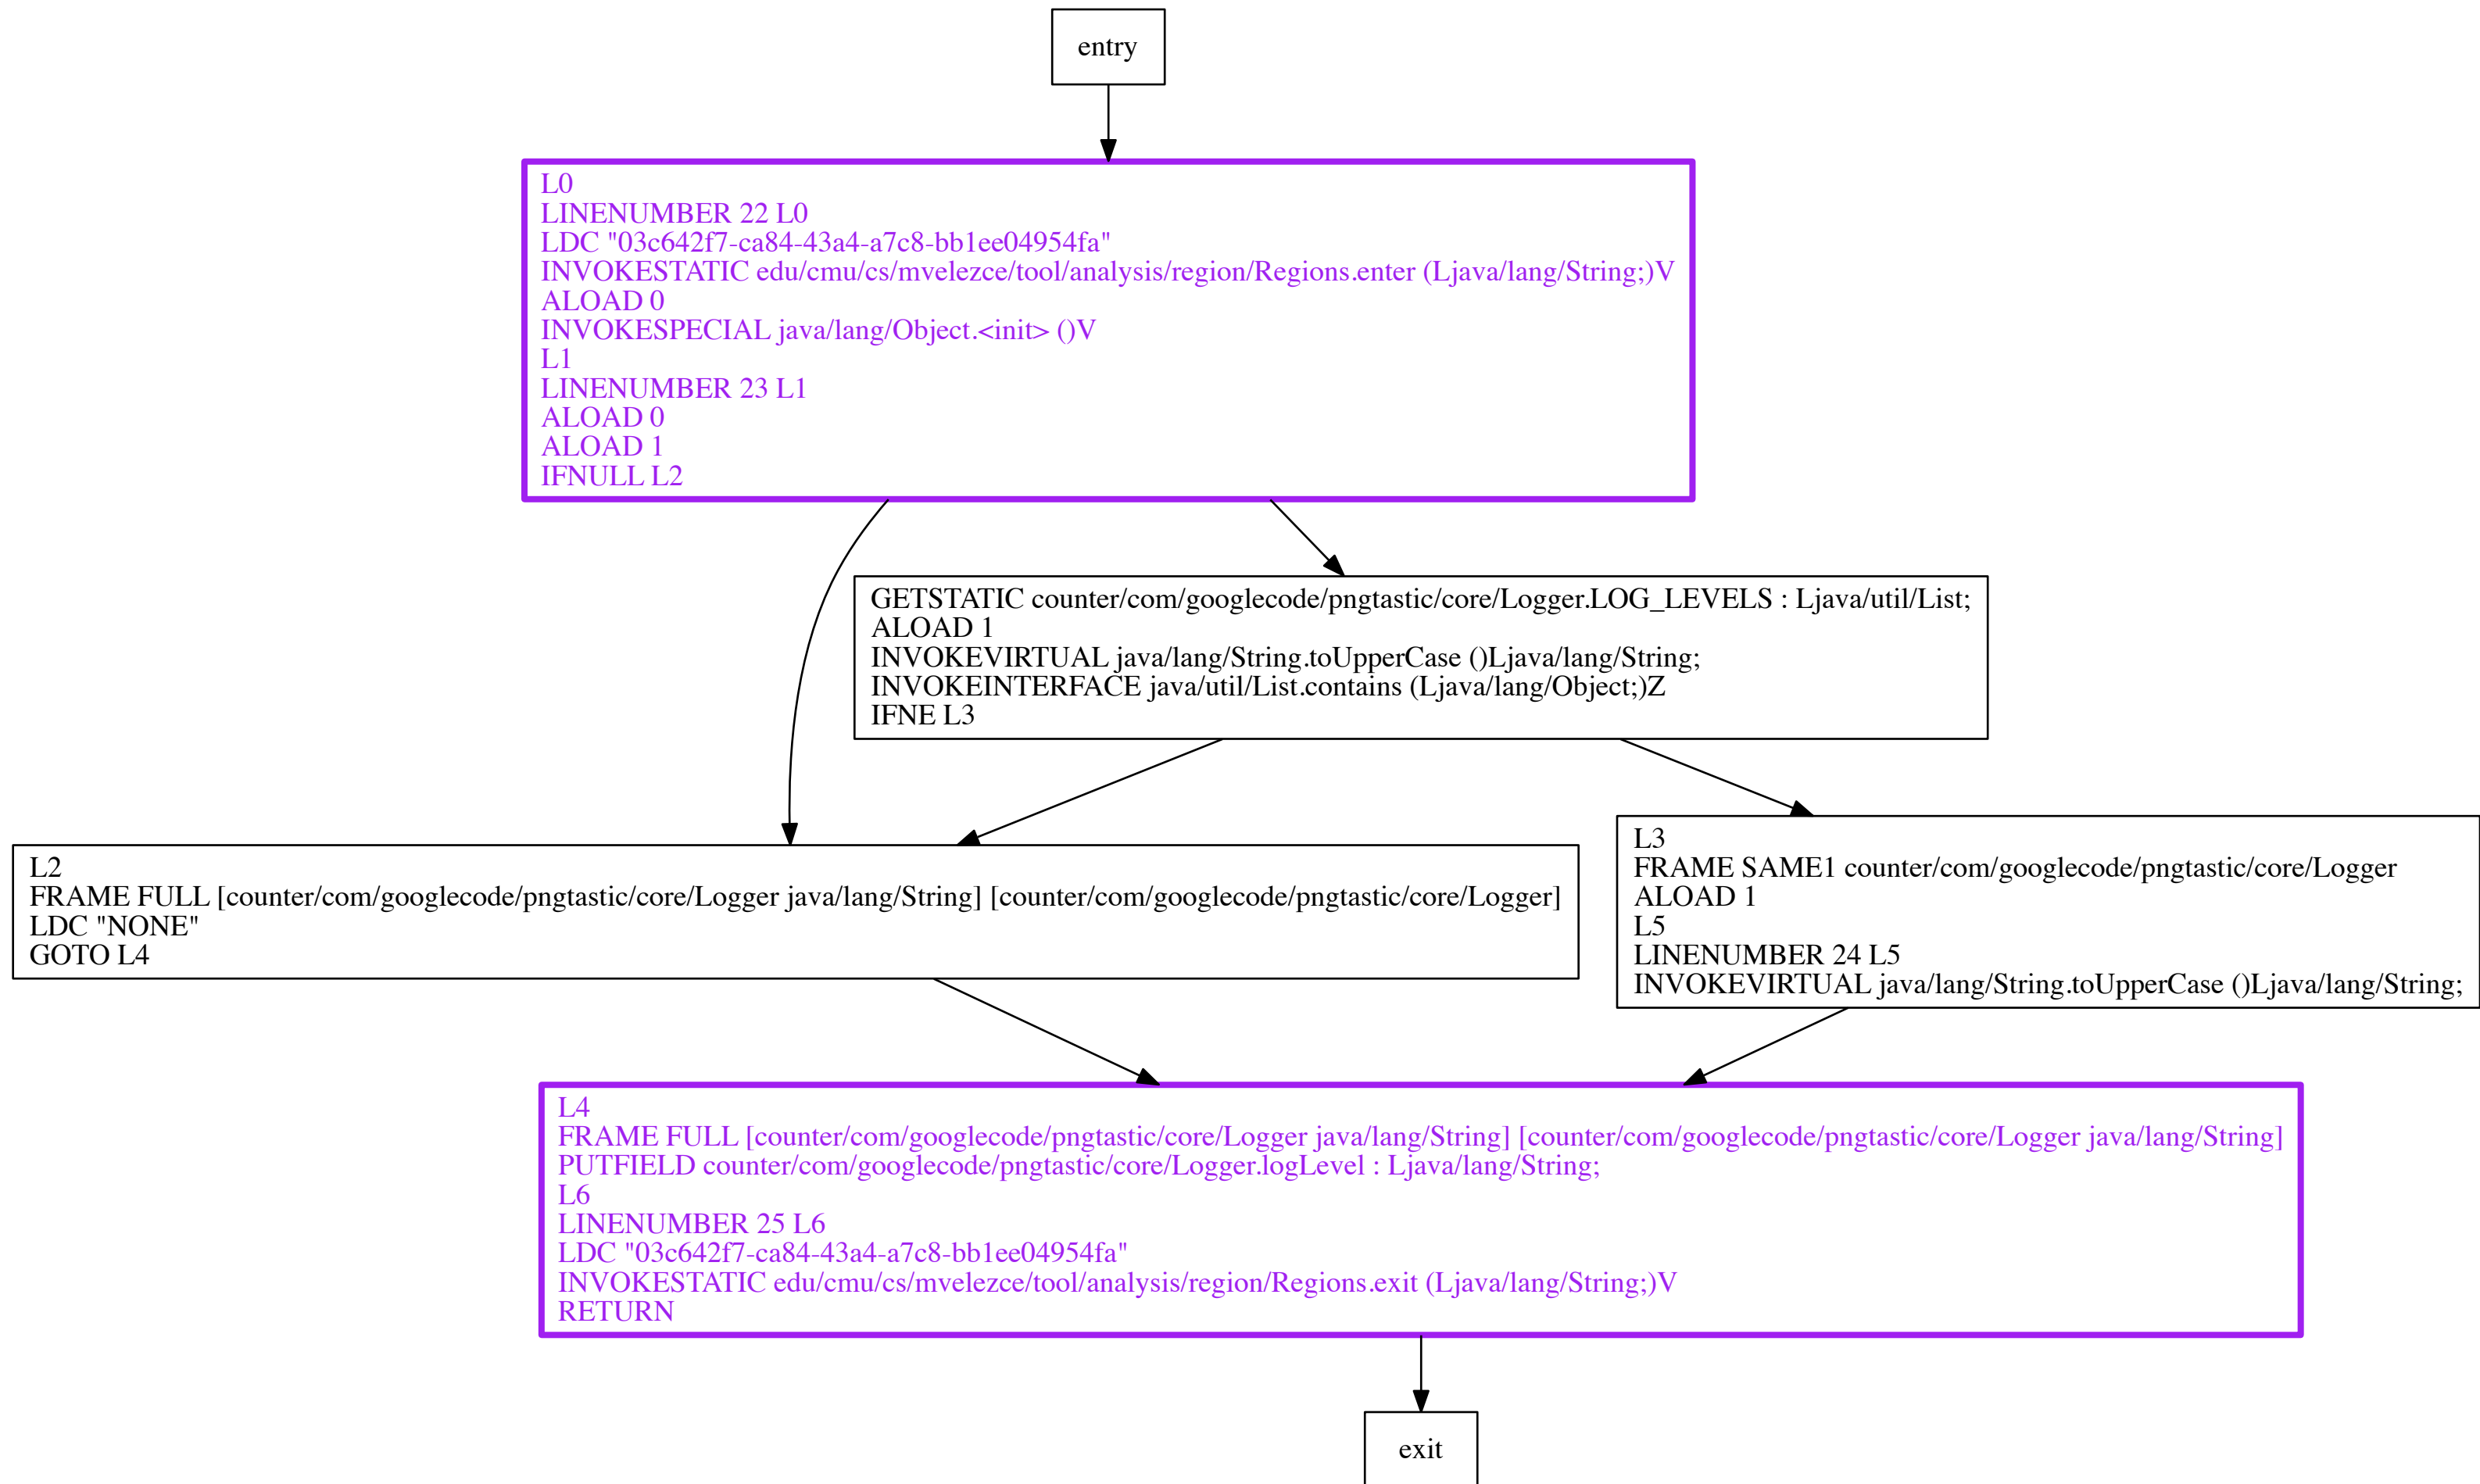 entry
L0
LINENUMBER 22 L0
LDC "03c642f7-ca84-43a4-a7c8-bb1ee04954fa"
INVOKESTATIC edu/cmu/cs/mvelezce/tool/analysis/region/Regions.enter (Ljava/lang/String;)V
ALOAD 0
INVOKESPECIAL java/lang/Object.<init> ()V
L1
LINENUMBER 23 L1
ALOAD 0
ALOAD 1
IFNULL L2
GETSTATIC counter/com/googlecode/pngtastic/core/Logger.LOG_LEVELS : Ljava/util/List;
ALOAD 1
INVOKEVIRTUAL java/lang/String.toUpperCase ()Ljava/lang/String;
INVOKEINTERFACE java/util/List.contains (Ljava/lang/Object;)Z
IFNE L3
L2
FRAME FULL [counter/com/googlecode/pngtastic/core/Logger java/lang/String] [counter/com/googlecode/pngtastic/core/Logger]
LDC "NONE"
GOTO L4
L3
FRAME SAME1 counter/com/googlecode/pngtastic/core/Logger
ALOAD 1
L5
LINENUMBER 24 L5
INVOKEVIRTUAL java/lang/String.toUpperCase ()Ljava/lang/String;
L4
FRAME FULL [counter/com/googlecode/pngtastic/core/Logger java/lang/String] [counter/com/googlecode/pngtastic/core/Logger java/lang/String]
PUTFIELD counter/com/googlecode/pngtastic/core/Logger.logLevel : Ljava/lang/String;
L6
LINENUMBER 25 L6
LDC "03c642f7-ca84-43a4-a7c8-bb1ee04954fa"
INVOKESTATIC edu/cmu/cs/mvelezce/tool/analysis/region/Regions.exit (Ljava/lang/String;)V
RETURN
exit